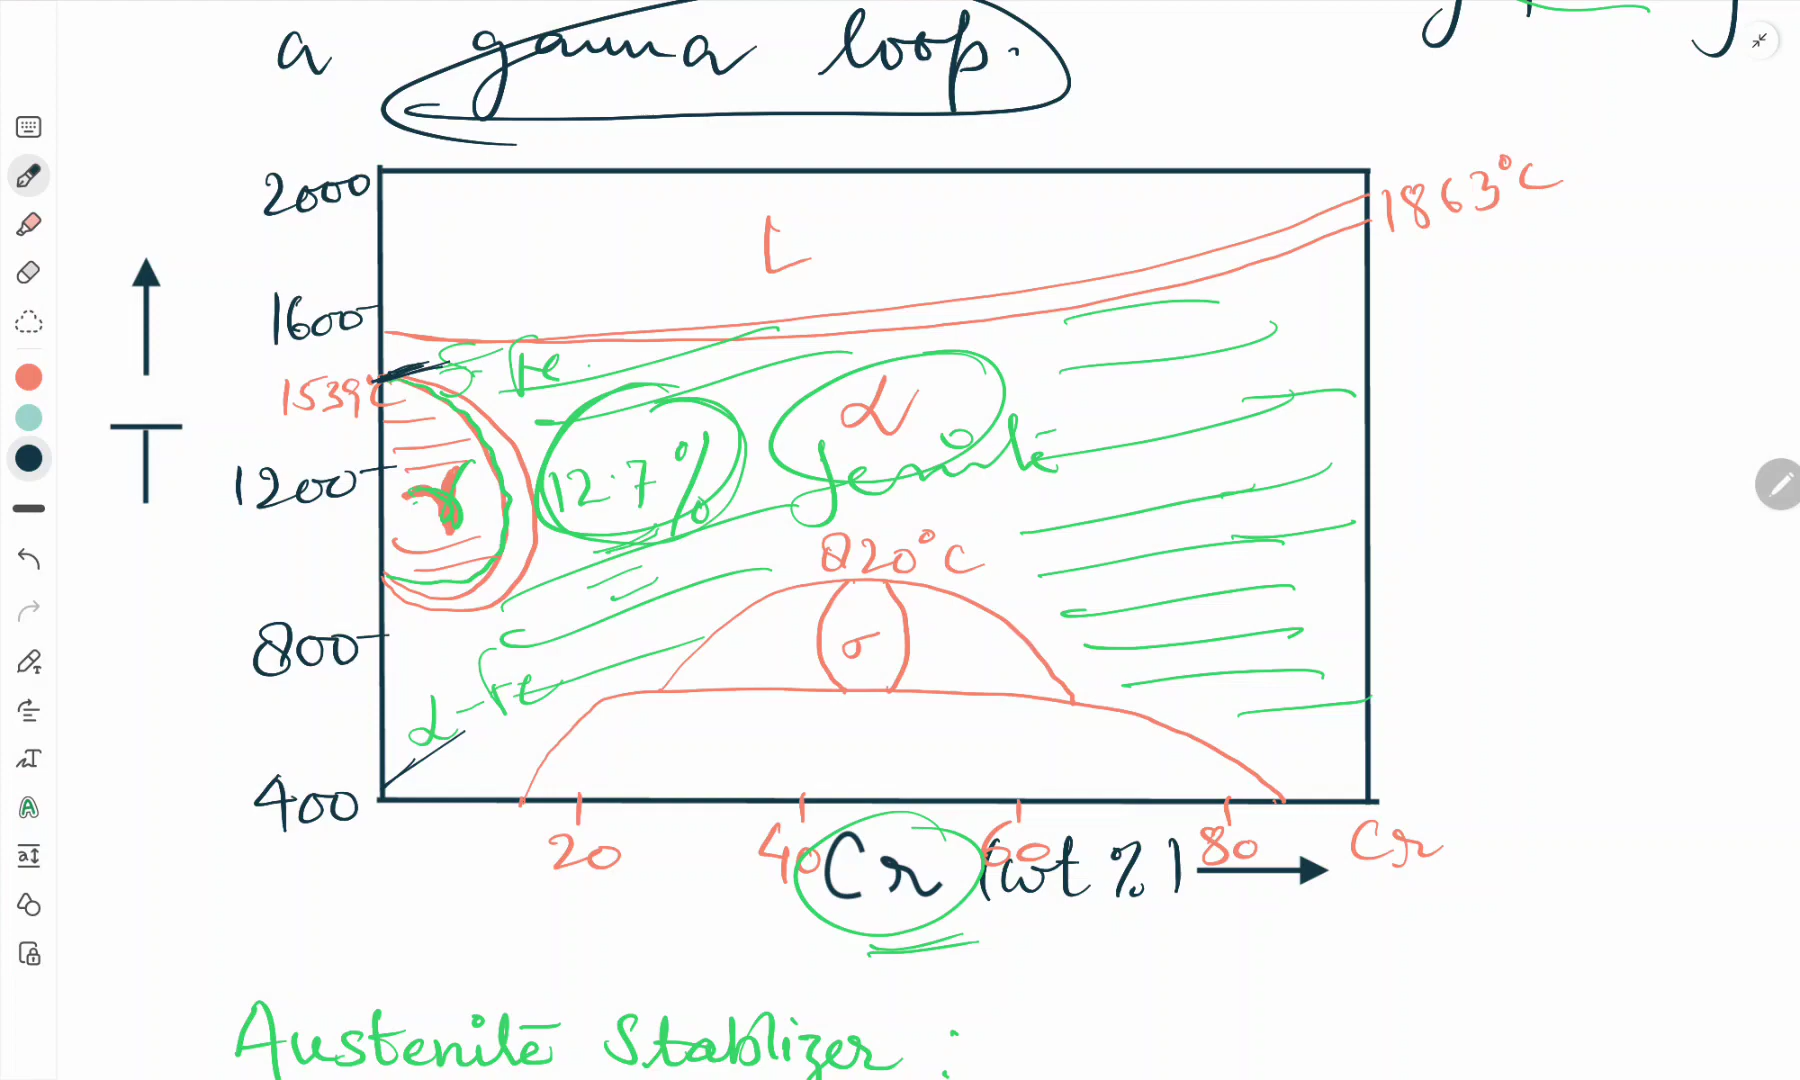 a gamma loop.
2000
1863°C
L
1600
δ-Fe
1539°C
α
ferrite
12.7%
1200
γ
820°C
800
σ
α-Fe
400
20
40
60
80
Cr
Cr (wt %)
T
Austenite Stablizer :